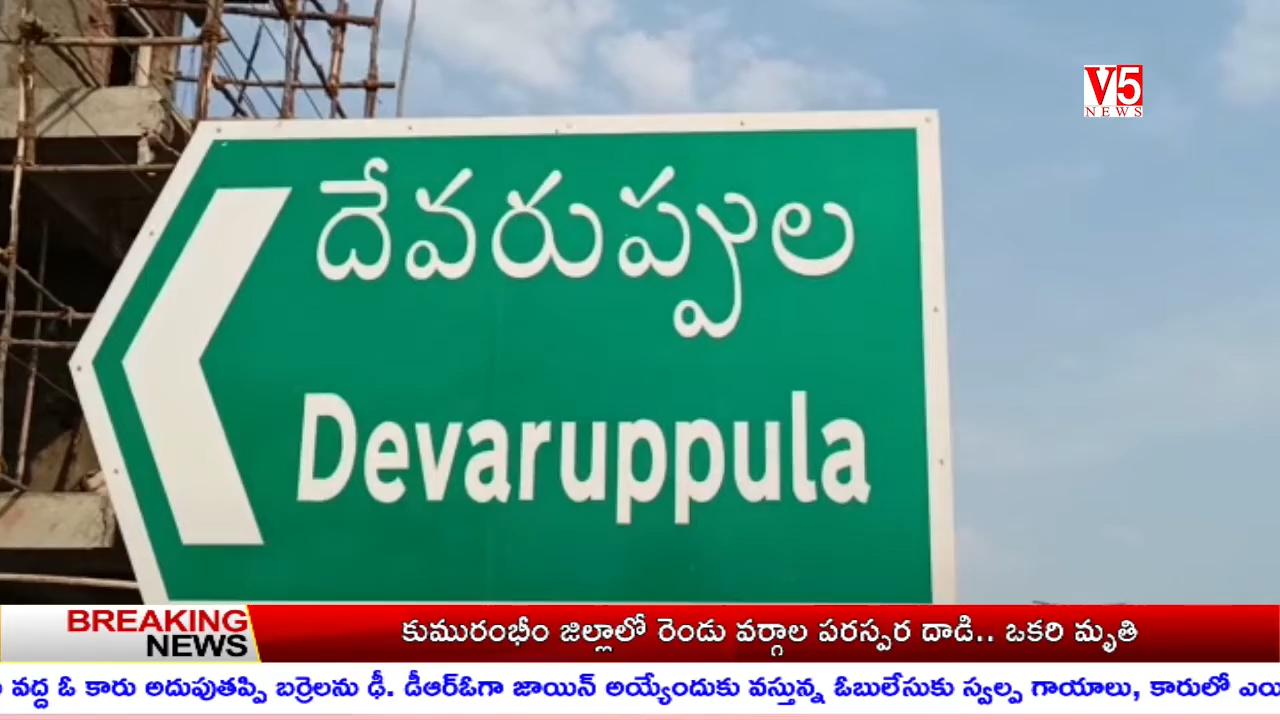 V5
NEWS
దేవరుప్పుల
Devaruppula
BREAKING
NEWS
కుమురంభీం జిల్లాలో రెండు వర్గాల పరస్పర దాడి.. ఒకరి మృతి
వద్ద ఓ కారు అదుపుతప్పి బర్రెలను ఢీ. డీఆర్ఓగా జాయిన్ అయ్యేందుకు వస్తున్న ఓబులేసుకు స్వల్ప గాయాలు, కారులో